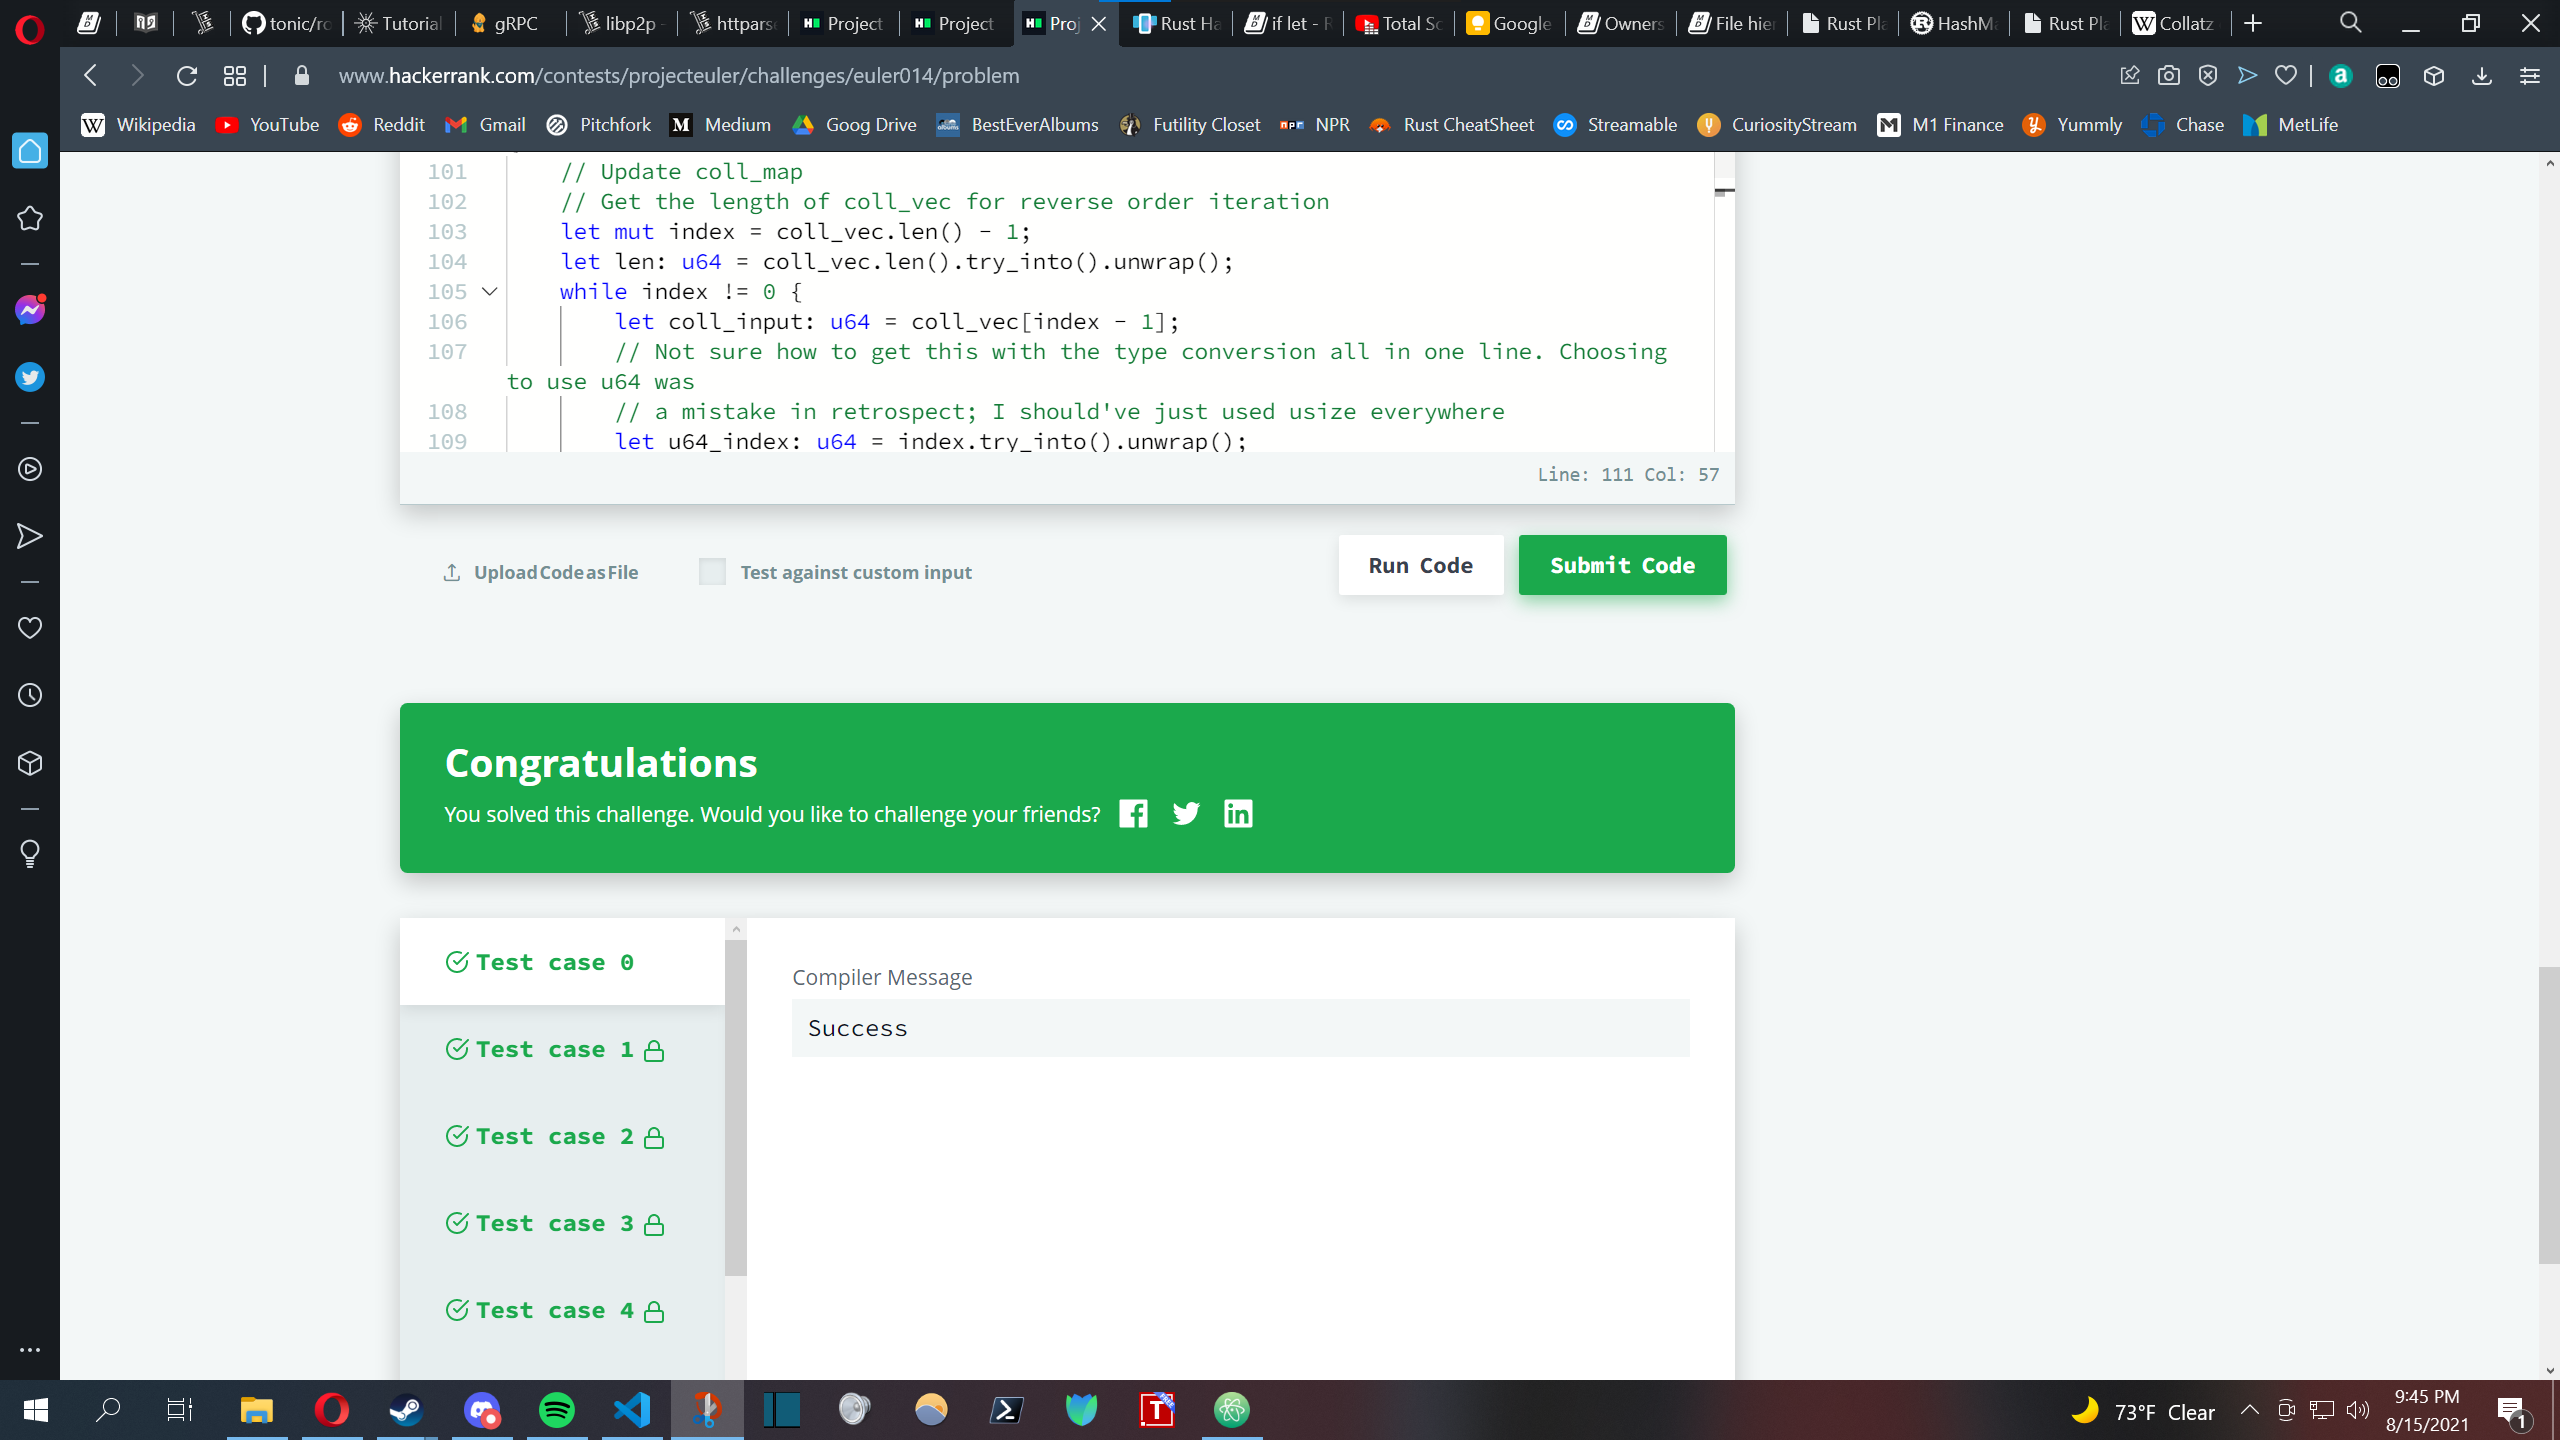 tonic/ro
Tutorial
gRPC
libp2p -
httparse
Project
Project
Proj
Rust Ha
if let - R
Total Sc
Google
Owners
File hier
Rust Pla
HashMa
Rust Pla
Collatz
www.hackerrank.com/contests/projecteuler/challenges/euler014/problem
Wikipedia
YouTube
Reddit
Gmail
Pitchfork
Medium
Goog Drive
BestEverAlbums
Futility Closet
NPR
Rust CheatSheet
Streamable
CuriosityStream
M1 Finance
Yummly
Chase
MetLife
101 // Update coll_map
102 // Get the length of coll_vec for reverse order iteration
103 let mut index = coll_vec.len() - 1;
104 let len: u64 = coll_vec.len().try_into().unwrap();
105 while index != 0 {
106 let coll_input: u64 = coll_vec[index - 1];
107 // Not sure how to get this with the type conversion all in one line. Choosing
to use u64 was
108 // a mistake in retrospect; I should've just used usize everywhere
109 let u64_index: u64 = index.try_into().unwrap();
Line: 111 Col: 57
Upload Code as File
Test against custom input
Run Code
Submit Code
Congratulations
You solved this challenge. Would you like to challenge your friends?
Test case 0
Test case 1
Test case 2
Test case 3
Test case 4
Compiler Message
Success
73°F Clear
9:45 PM
8/15/2021
1